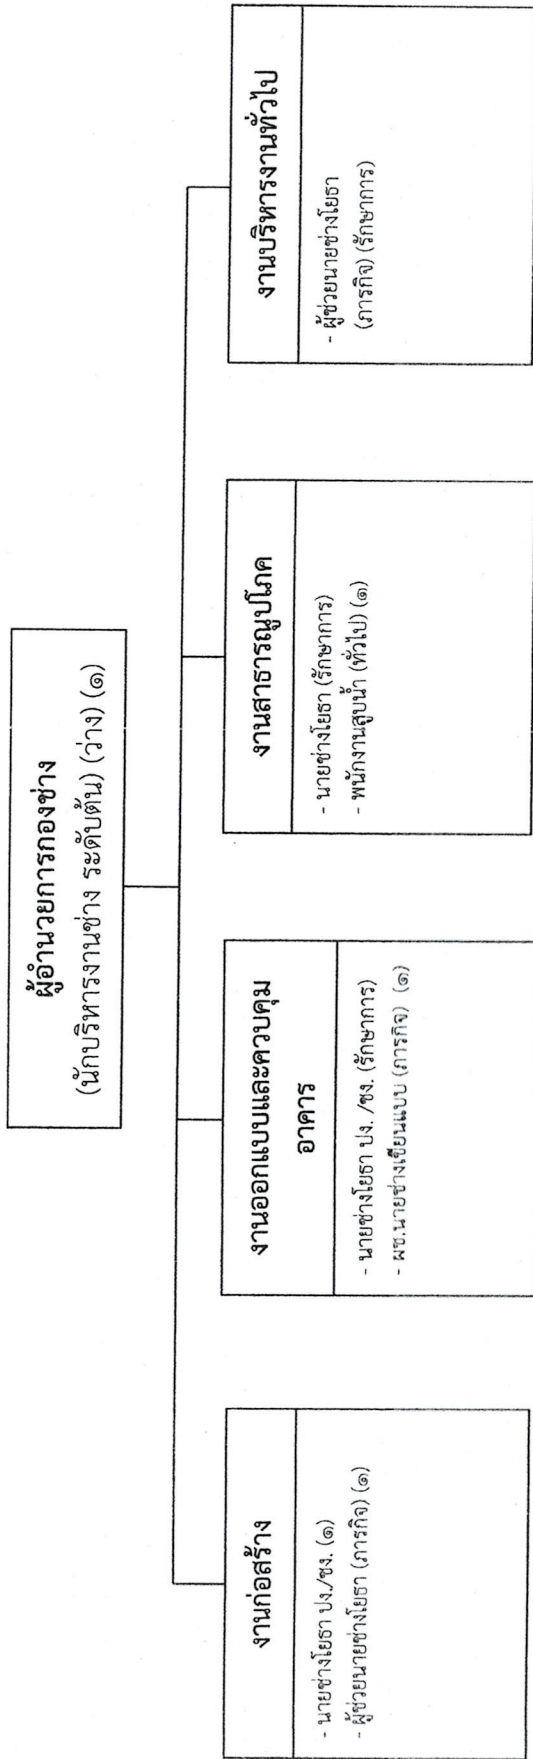 ผู้อำนวยการกองช่าง
(นักบริหารงานช่าง ระดับต้น) (ว่าง) (๑)
งานก่อสร้าง
- นายช่างโยธา ปง./ชง. (๑)
- ผู้ช่วยนายช่างโยธา (ภารกิจ) (๑)
งานออกแบบและควบคุม
อาคาร
- นายช่างโยธา ปง. /ชง. (รักษาการ)
- ผช.นายช่างเขียนแบบ (ภารกิจ) (๑)
งานสาธารณูปโภค
- นายช่างโยธา (รักษาการ)
- พนักงานสูบน้ำ (ทั่วไป) (๑)
งานบริหารงานทั่วไป
- ผู้ช่วยนายช่างโยธา
(ภารกิจ) (รักษาการ)